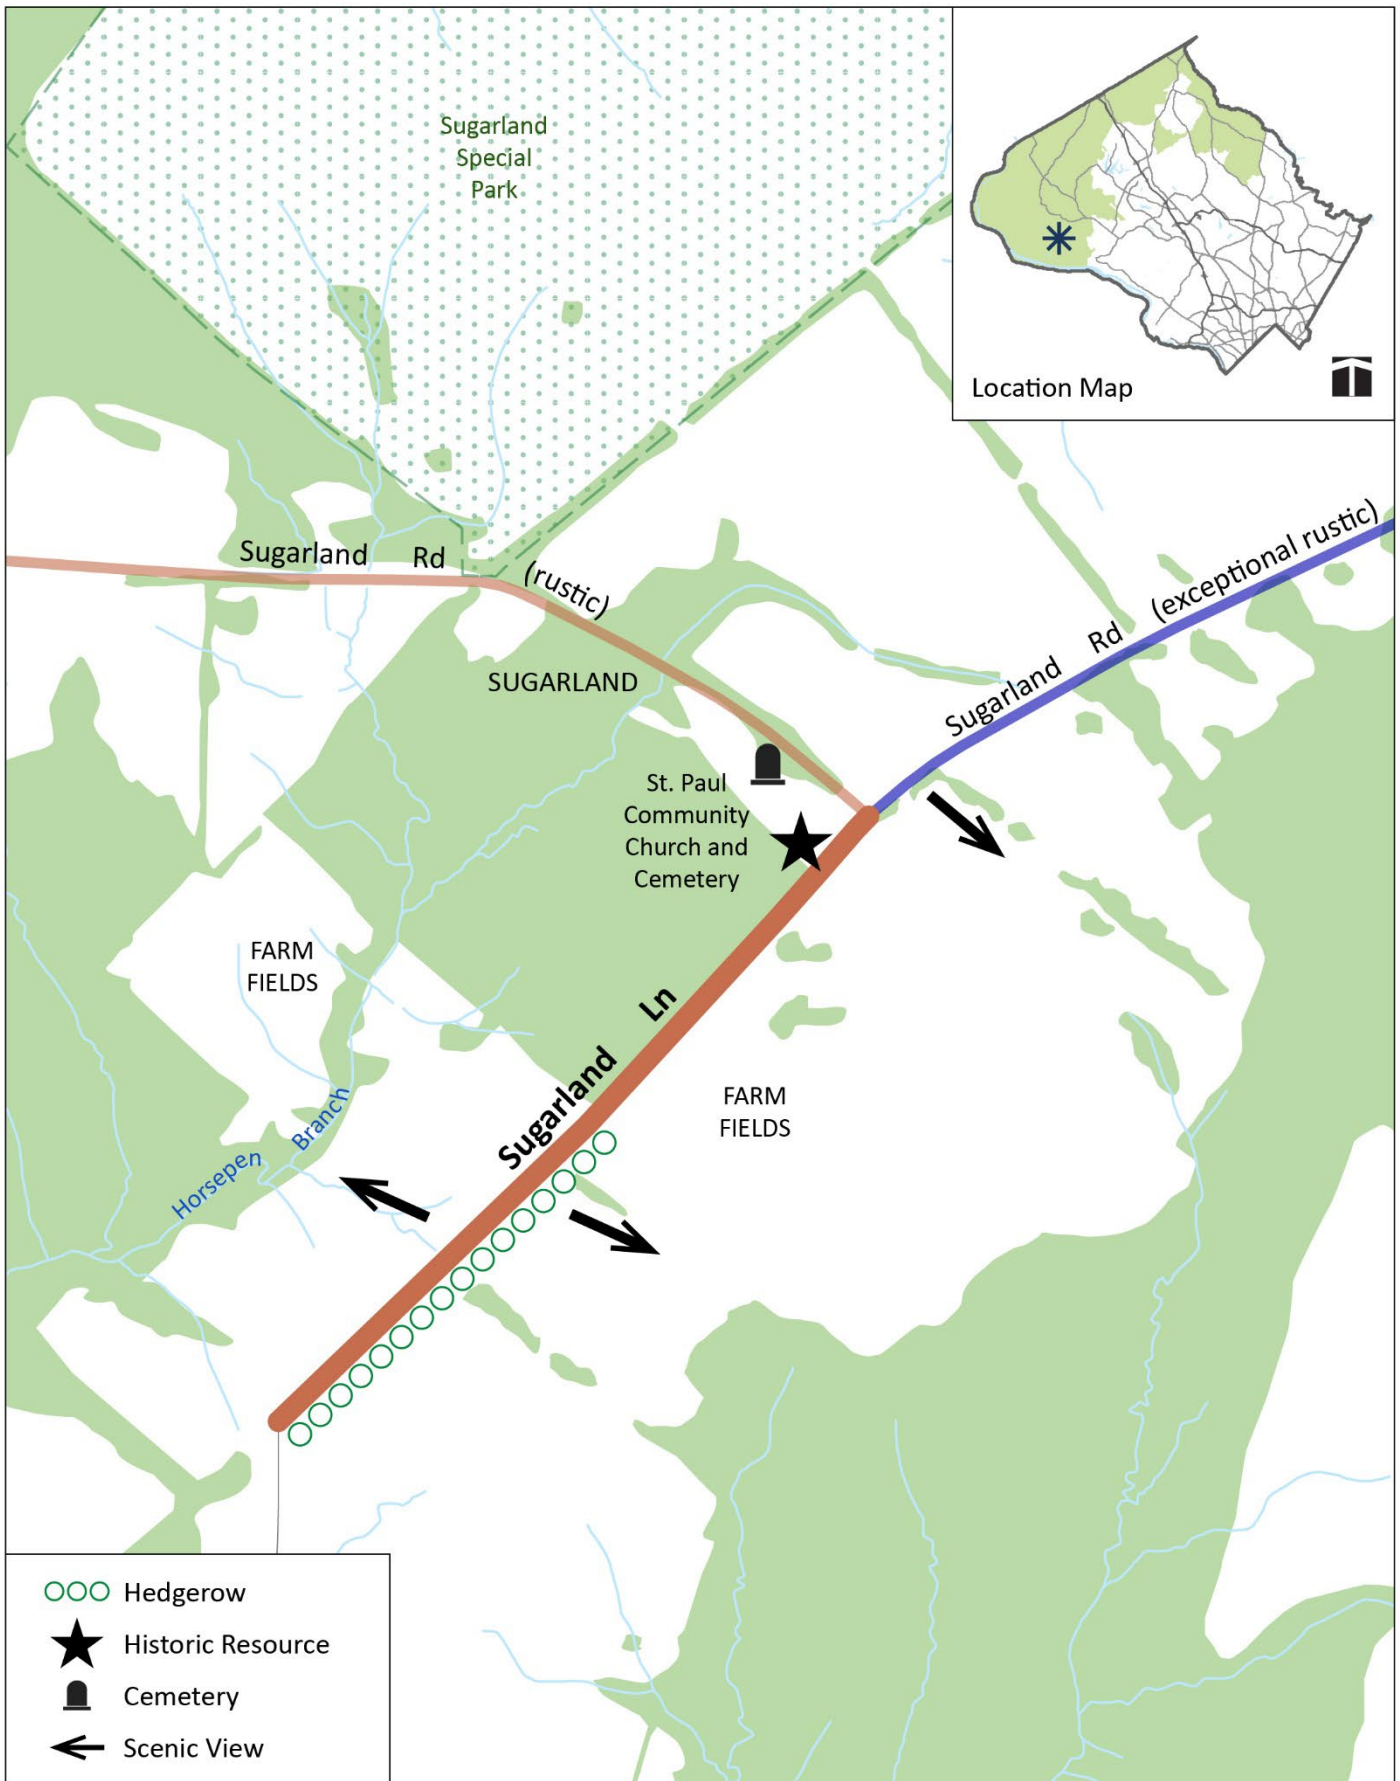 Sugarland
Special
Park
Location Map
Sugarland Rd (rustic)
Sugarland Rd (exceptional rustic)
SUGARLAND
St. Paul
Community
Church and
Cemetery
FARM
FIELDS
Sugarland Ln
FARM
FIELDS
Horsepen Branch
Hedgerow
Historic Resource
Cemetery
Scenic View